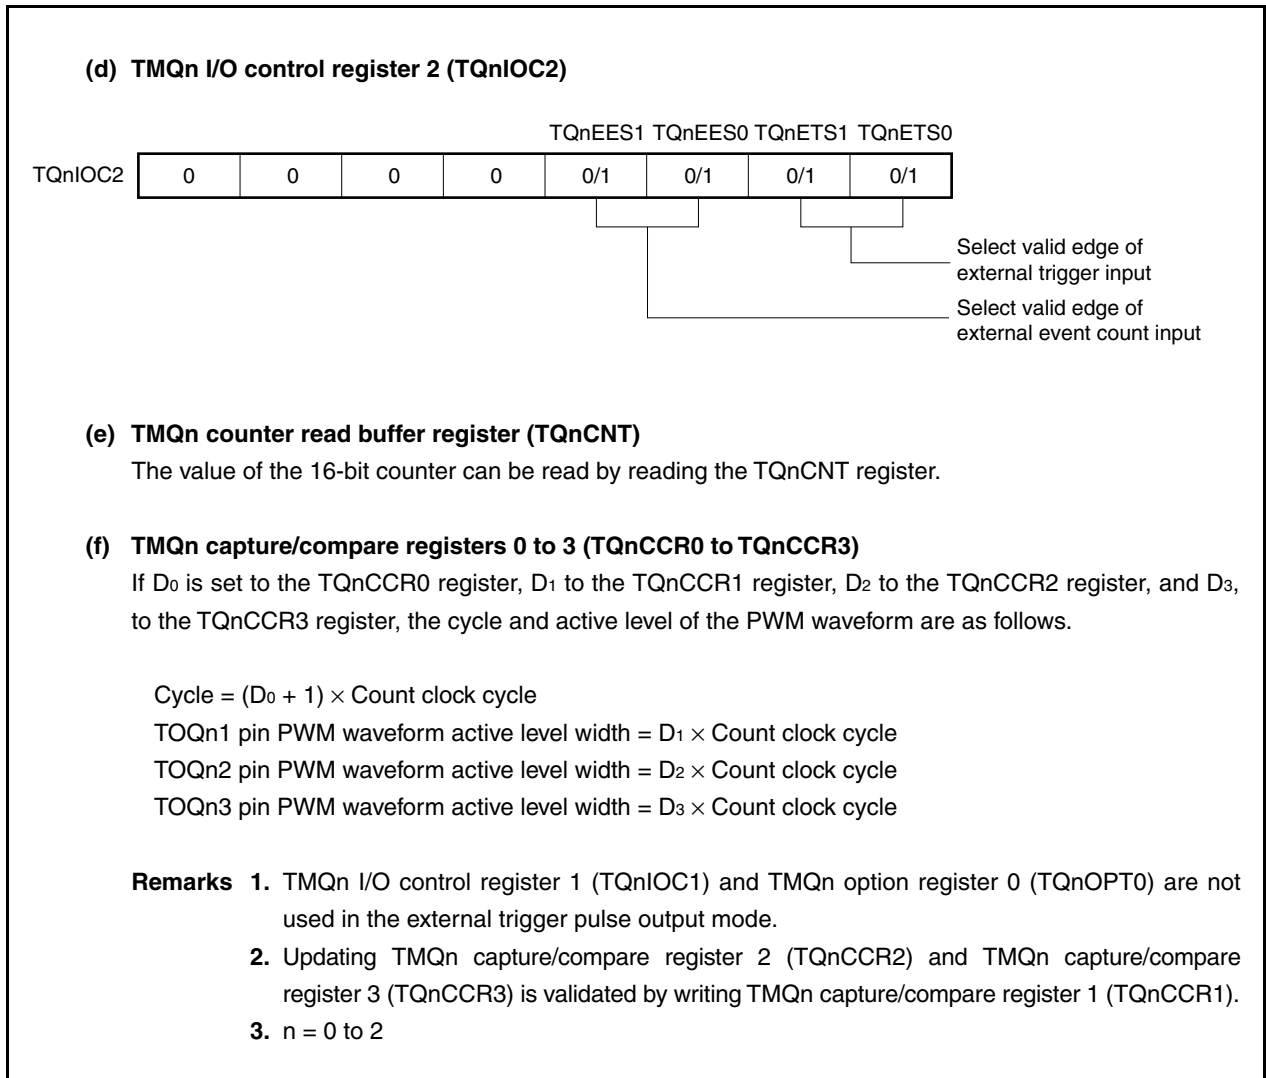 (d) TMQn I/O control register 2 (TQnIOC2)
TQnEES1 TQnEES0 TQnETS1 TQnETS0
TQnIOC2 0 0 0 0 0/1 0/1 0/1 0/1
Select valid edge of
external trigger input
Select valid edge of
external event count input
(e) TMQn counter read buffer register (TQnCNT)
The value of the 16-bit counter can be read by reading the TQnCNT register.
(f) TMQn capture/compare registers 0 to 3 (TQnCCR0 to TQnCCR3)
If D0 is set to the TQnCCR0 register, D1 to the TQnCCR1 register, D2 to the TQnCCR2 register, and D3,
to the TQnCCR3 register, the cycle and active level of the PWM waveform are as follows.
Cycle = (D0 + 1) × Count clock cycle
TOQn1 pin PWM waveform active level width = D1 × Count clock cycle
TOQn2 pin PWM waveform active level width = D2 × Count clock cycle
TOQn3 pin PWM waveform active level width = D3 × Count clock cycle
Remarks 1. TMQn I/O control register 1 (TQnIOC1) and TMQn option register 0 (TQnOPT0) are not
used in the external trigger pulse output mode.
2. Updating TMQn capture/compare register 2 (TQnCCR2) and TMQn capture/compare
register 3 (TQnCCR3) is validated by writing TMQn capture/compare register 1 (TQnCCR1).
3. n = 0 to 2